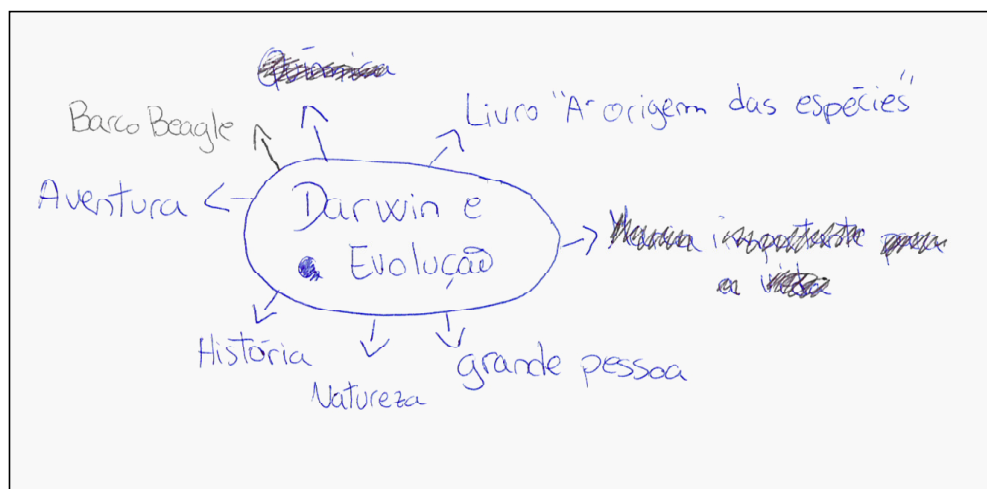 Barco Beagle
Livro "A origem das espécies"
Aventura
Darwin e
Evolução
História
Natureza
grande pessoa